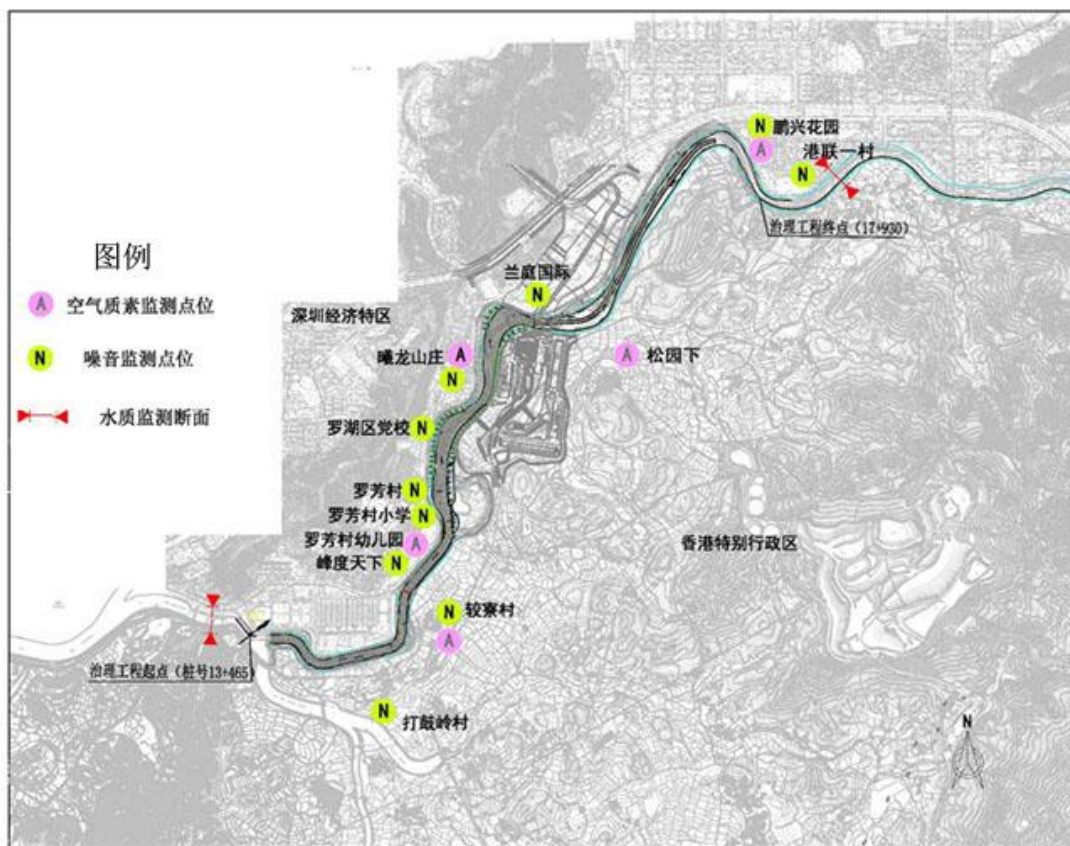 N
鹏兴花园
A
港联一村
N
治理工程终点（17+930）
图例
兰庭国际
N
A
空气质素监测点位
深圳经济特区
N
噪音监测点位
曦龙山庄
A
N
A
松园下
水质监测断面
罗湖区党校
N
罗芳村
N
罗芳村小学
N
罗芳村幼儿园
A
峰度天下
N
香港特别行政区
N
较寮村
A
治理工程起点（桩号13+465）
N
打鼓岭村
N